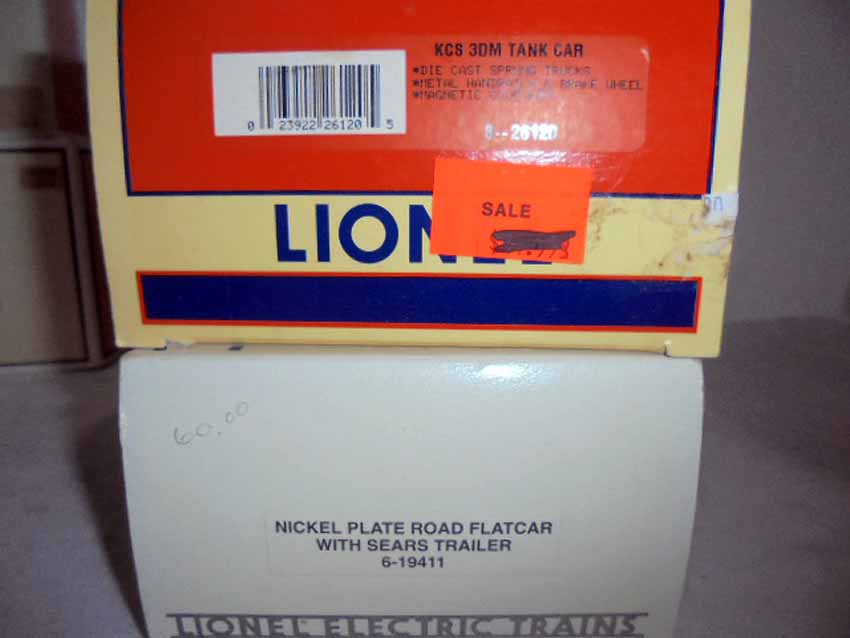 KCS 3DM TANK CAR
*DIE CAST SPRUNG TRUCKS
*METAL HANDRAILS & BRAKE WHEEL
*MAGNETIC
0 23922 26120 5
6--26120
SALE
LIONEL
60.00
NICKEL PLATE ROAD FLATCAR
WITH SEARS TRAILER
6-19411
LIONEL ELECTRIC TRAINS